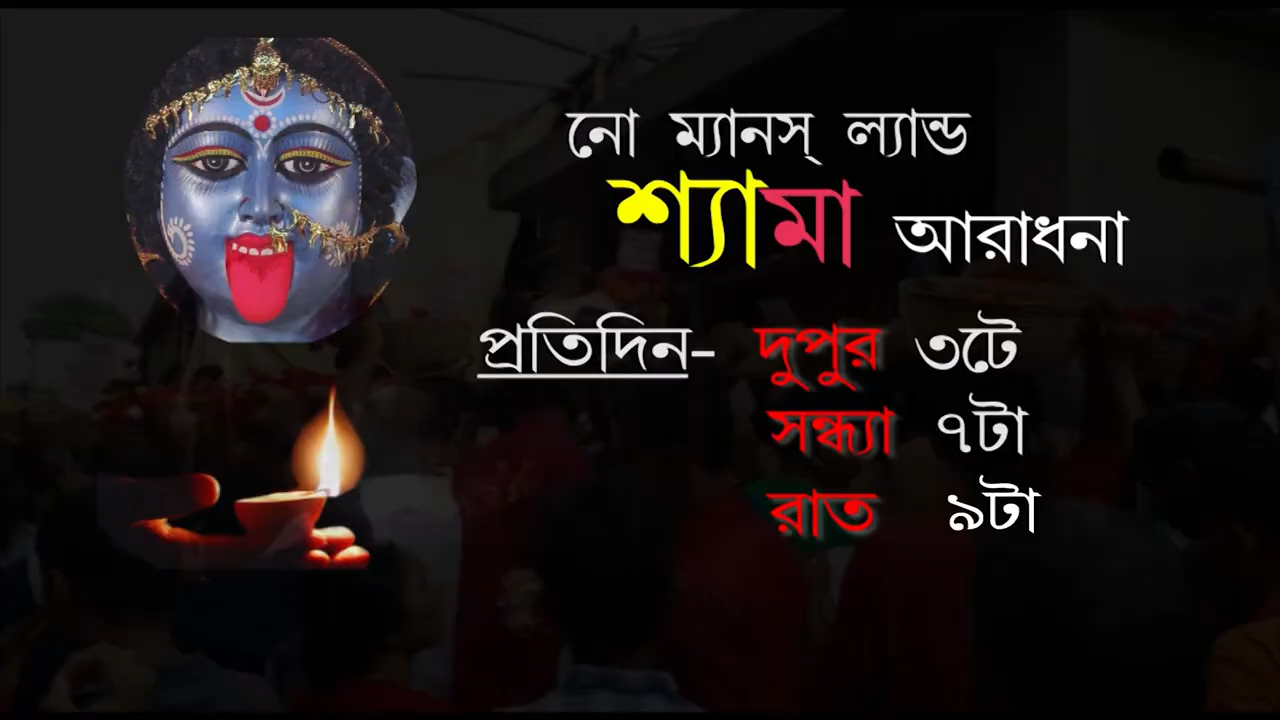 নো ম্যানস্ ল্যান্ড
শ্যামা আরাধনা
প্রতিদিন- দুপুর ৩টে
সন্ধ্যা ৭টা
রাত ৯টা